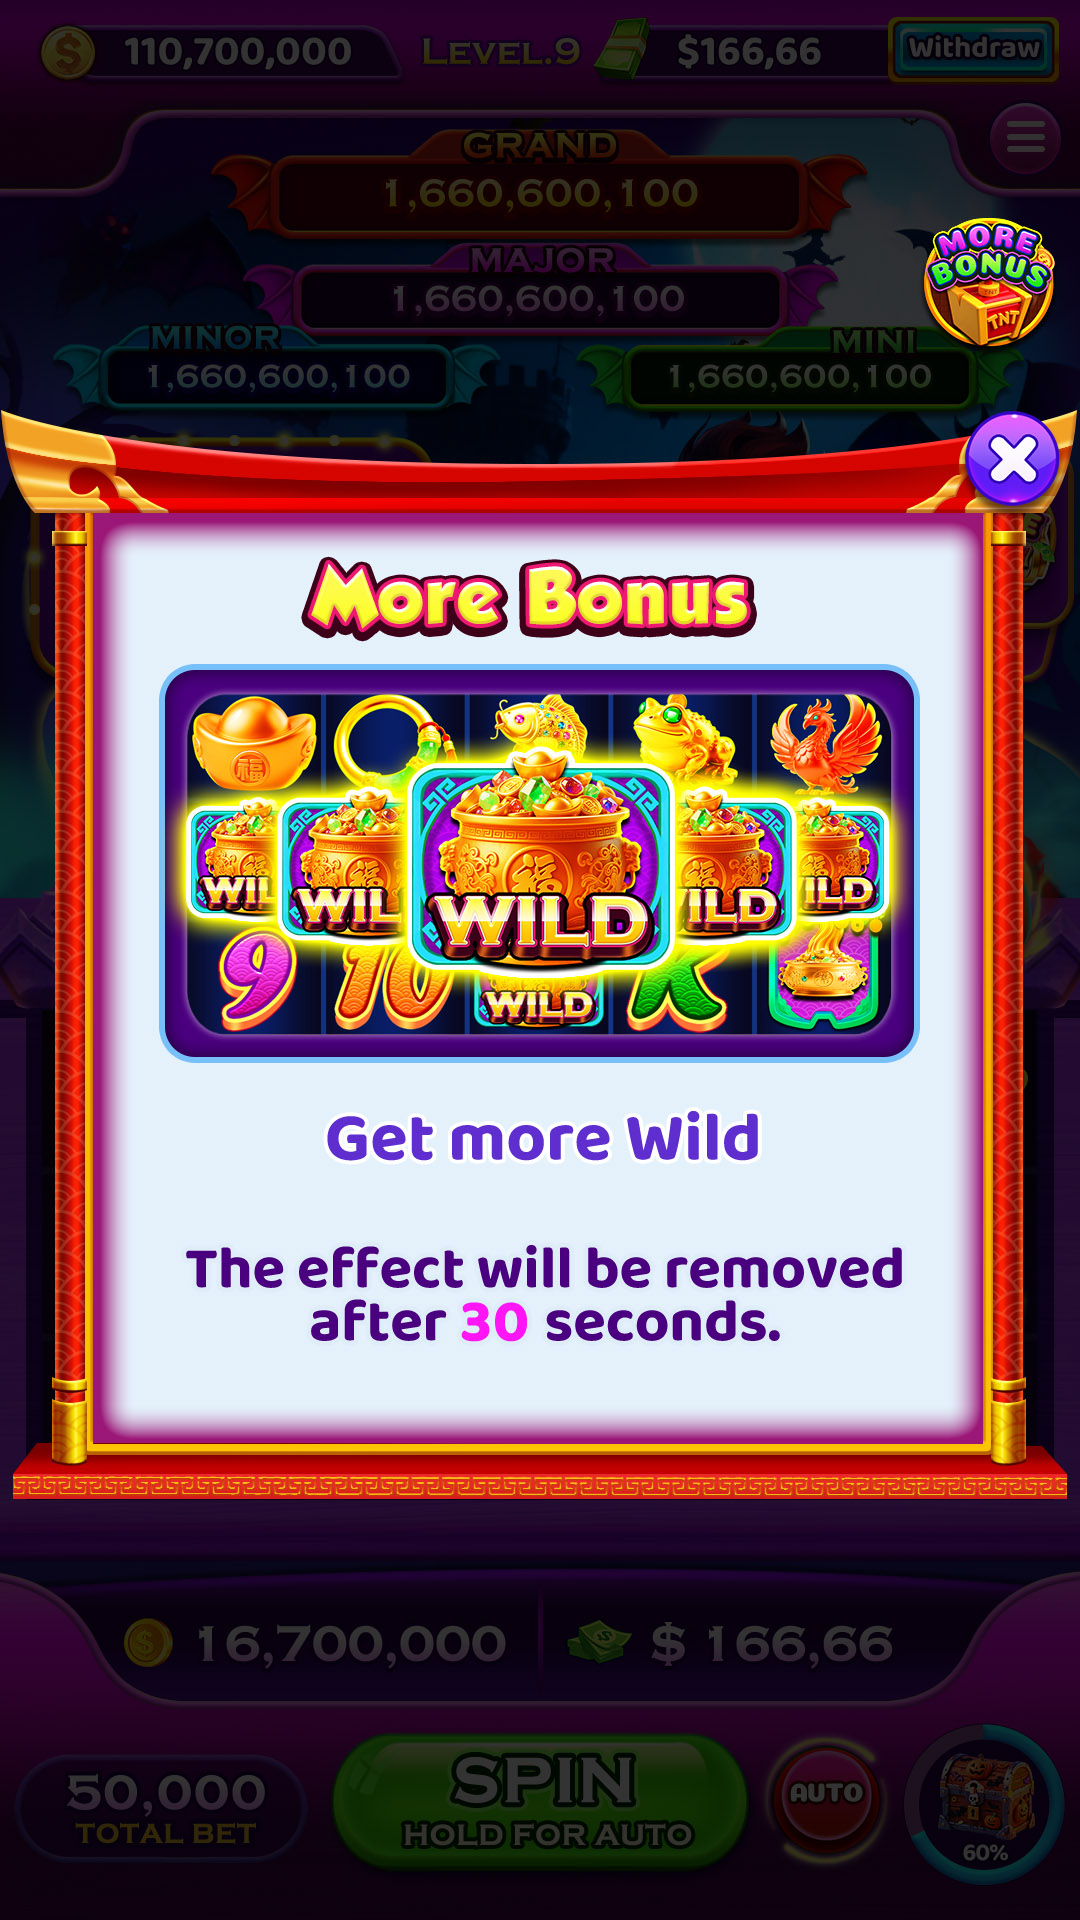 110,700,000
LEVEL.9
$166,66
Withdraw
GRAND
1,660,600,100
MAJOR
1,660,600,100
MORE
BONUS
TNT
MINOR
1,660,600,100
MINI
1,660,600,100
More Bonus
福
WIL
WIL
福
WILD
ILD
ILD
9
10
WILD
K
Get more Wild
The effect will be removed
after 30 seconds.
16,700,000
$ 166,66
50,000
TOTAL BET
SPIN
HOLD FOR AUTO
AUTO
60%